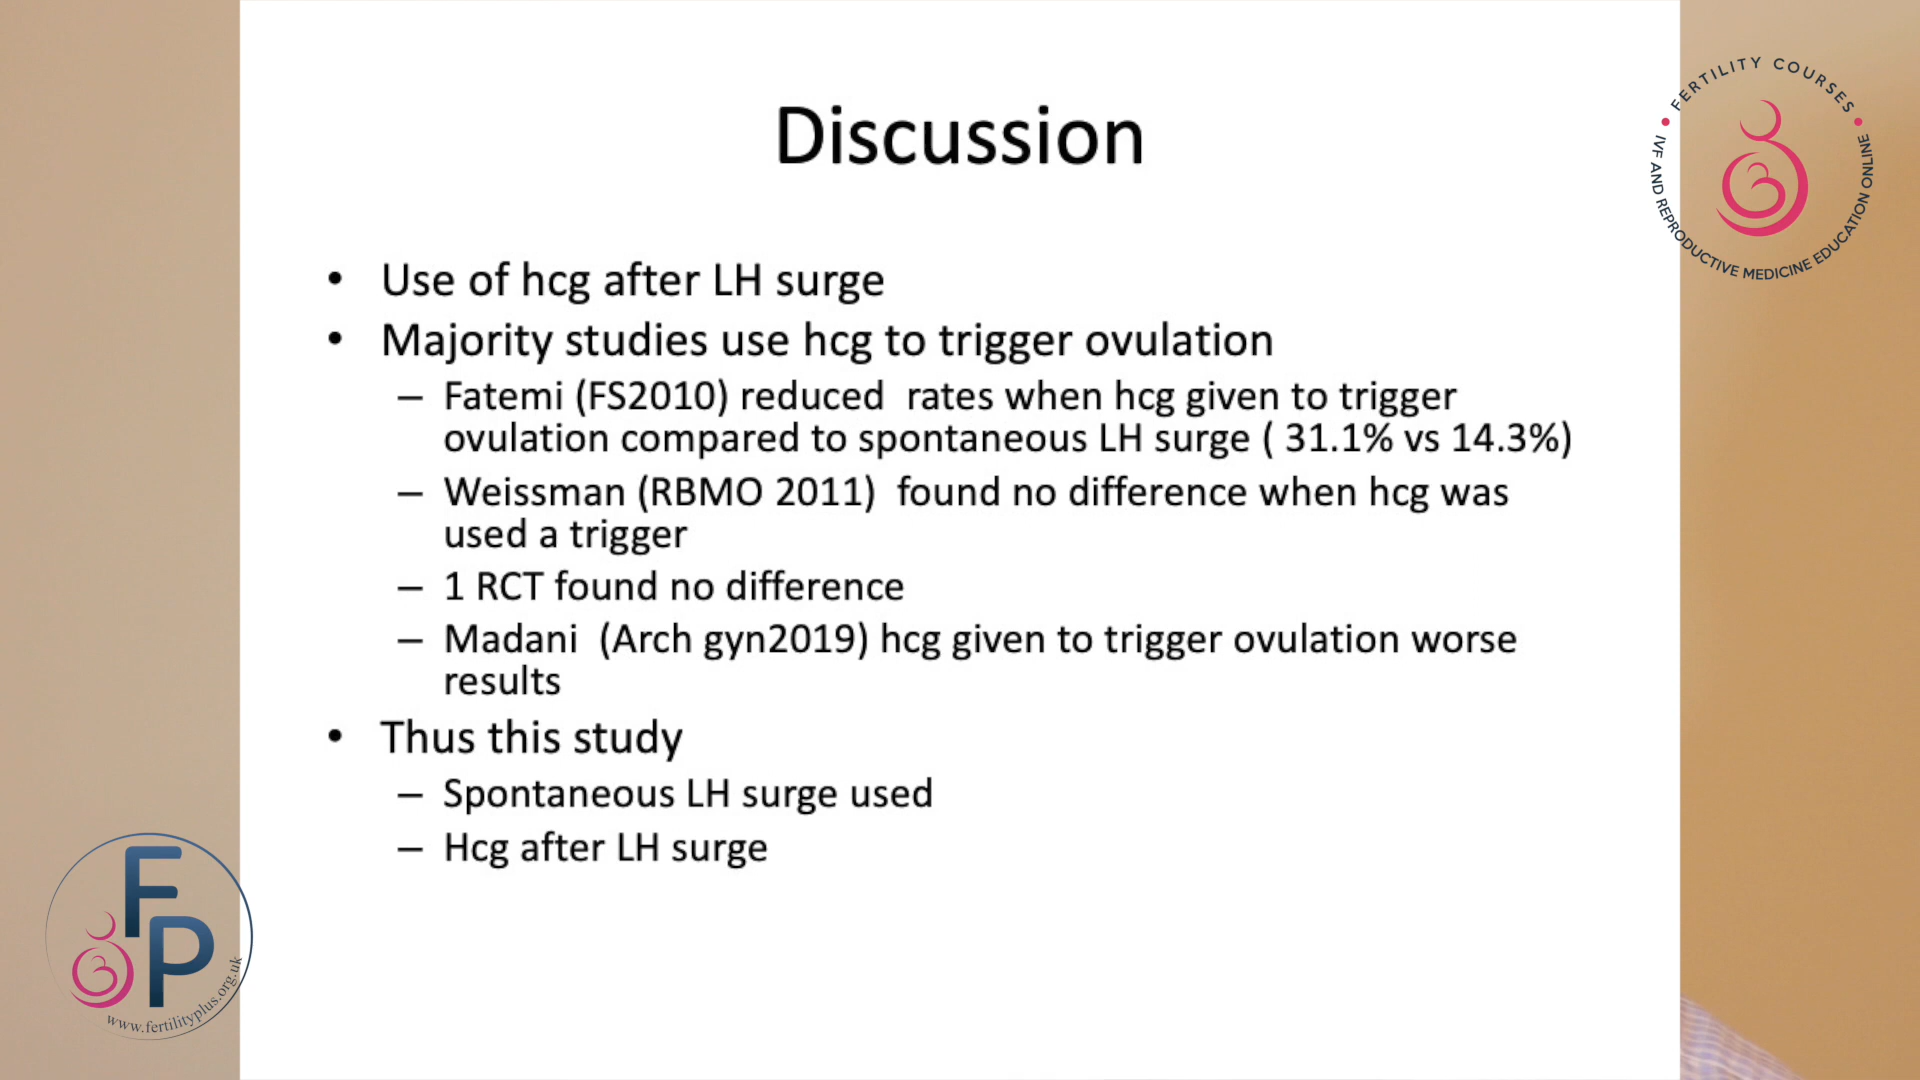 Discussion
• Use of hcg after LH surge
• Majority studies use hcg to trigger ovulation
– Fatemi (FS2010) reduced  rates when hcg given to trigger
ovulation compared to spontaneous LH surge ( 31.1% vs 14.3%)
– Weissman (RBMO 2011)  found no difference when hcg was
used a trigger
– 1 RCT found no difference
– Madani  (Arch gyn2019) hcg given to trigger ovulation worse
results
• Thus this study
– Spontaneous LH surge used
– Hcg after LH surge
FERTILITY COURSES
IVF AND REPRODUCTIVE MEDICINE EDUCATION ONLINE
FP
www.fertilityplus.org.uk